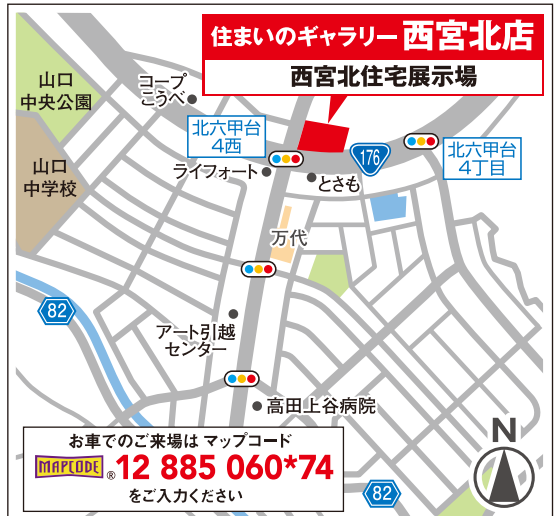 住まいのギャラリー 西宮北店
西宮北住宅展示場
山口
中央公園
コープ
こうべ
北六甲台
4西
176
北六甲台
4丁目
山口
中学校
ライフォート
とさも
万代
82
アート引越
センター
高田上谷病院
お車でのご来場は マップコード
MAPCODE ® 12 885 060*74
をご入力ください
82
N